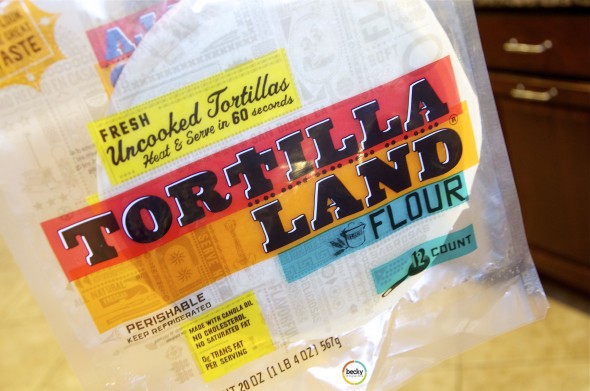 TASTE
FRESH
Uncooked Tortillas
Heat & Serve in 60 seconds
TORTILLA
LAND®
FLOUR
12 COUNT
PERISHABLE
KEEP REFRIGERATED
MADE WITH CANOLA OIL
NO CHOLESTEROL
NO SATURATED FAT
0g TRANS FAT
PER SERVING
WT 20 OZ (1 LB 4 OZ) 567g
becky